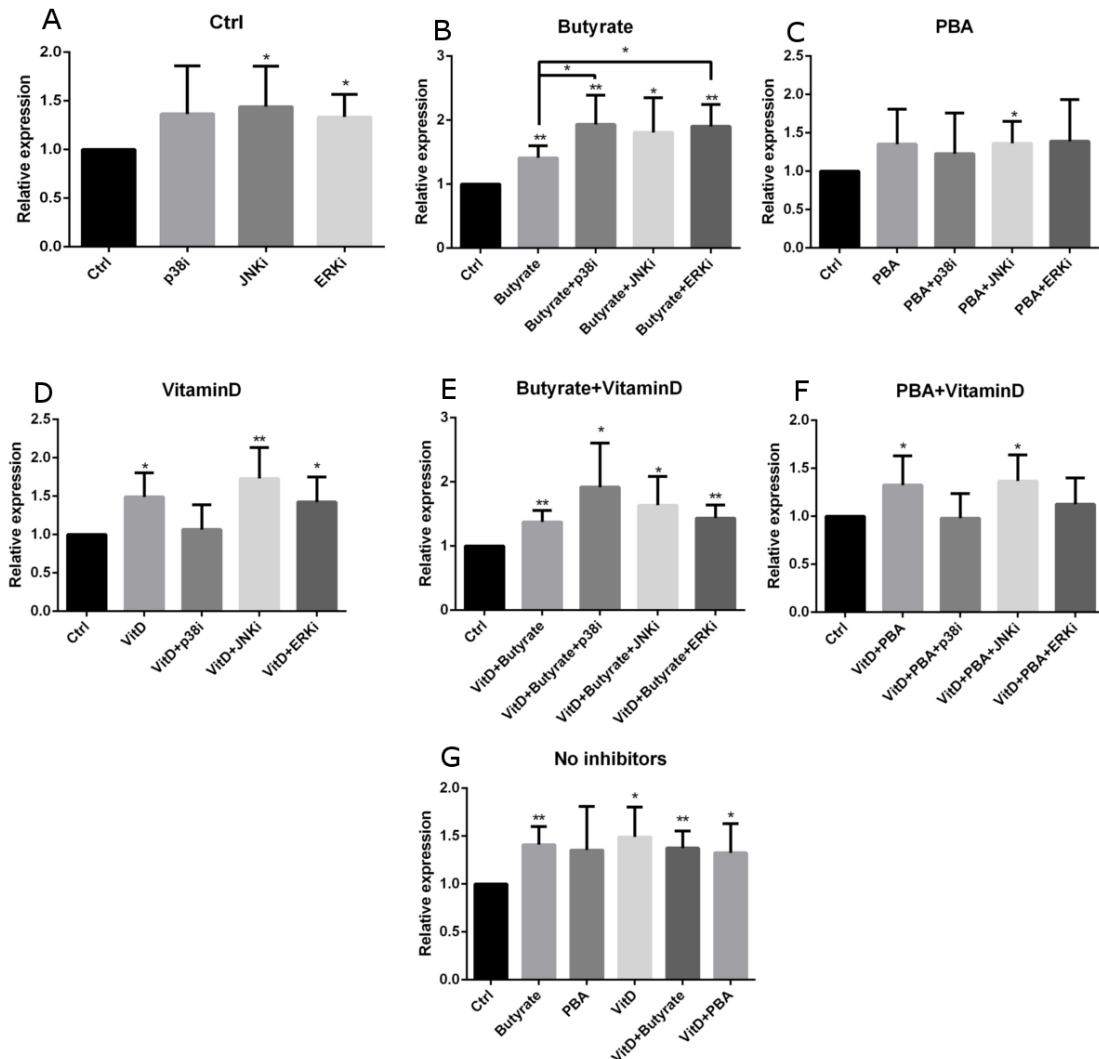 A
Ctrl
Relative expression
2.0
1.5
1.0
0.5
0.0
*
*
Ctrl
p38i
JNKi
ERKi
B
Butyrate
Relative expression
3
2
1
0
*
*
**
**
*
**
Ctrl
Butyrate
Butyrate+p38i
Butyrate+JNKi
Butyrate+ERKi
C
PBA
Relative expression
2.5
2.0
1.5
1.0
0.5
0.0
*
Ctrl
PBA
PBA+p38i
PBA+JNKi
PBA+ERKi
D
VitaminD
Relative expression
2.5
2.0
1.5
1.0
0.5
0.0
*
**
*
Ctrl
VitD
VitD+p38i
VitD+JNKi
VitD+ERKi
E
Butyrate+VitaminD
Relative expression
3
2
1
0
**
*
*
**
Ctrl
VitD+Butyrate
VitD+Butyrate+p38i
VitD+Butyrate+JNKi
VitD+Butyrate+ERKi
F
PBA+VitaminD
Relative expression
2.0
1.5
1.0
0.5
0.0
*
*
Ctrl
VitD+PBA
VitD+PBA+p38i
VitD+PBA+JNKi
VitD+PBA+ERKi
G
No inhibitors
Relative expression
2.0
1.5
1.0
0.5
0.0
**
*
**
*
Ctrl
Butyrate
PBA
VitD
VitD+Butyrate
VitD+PBA